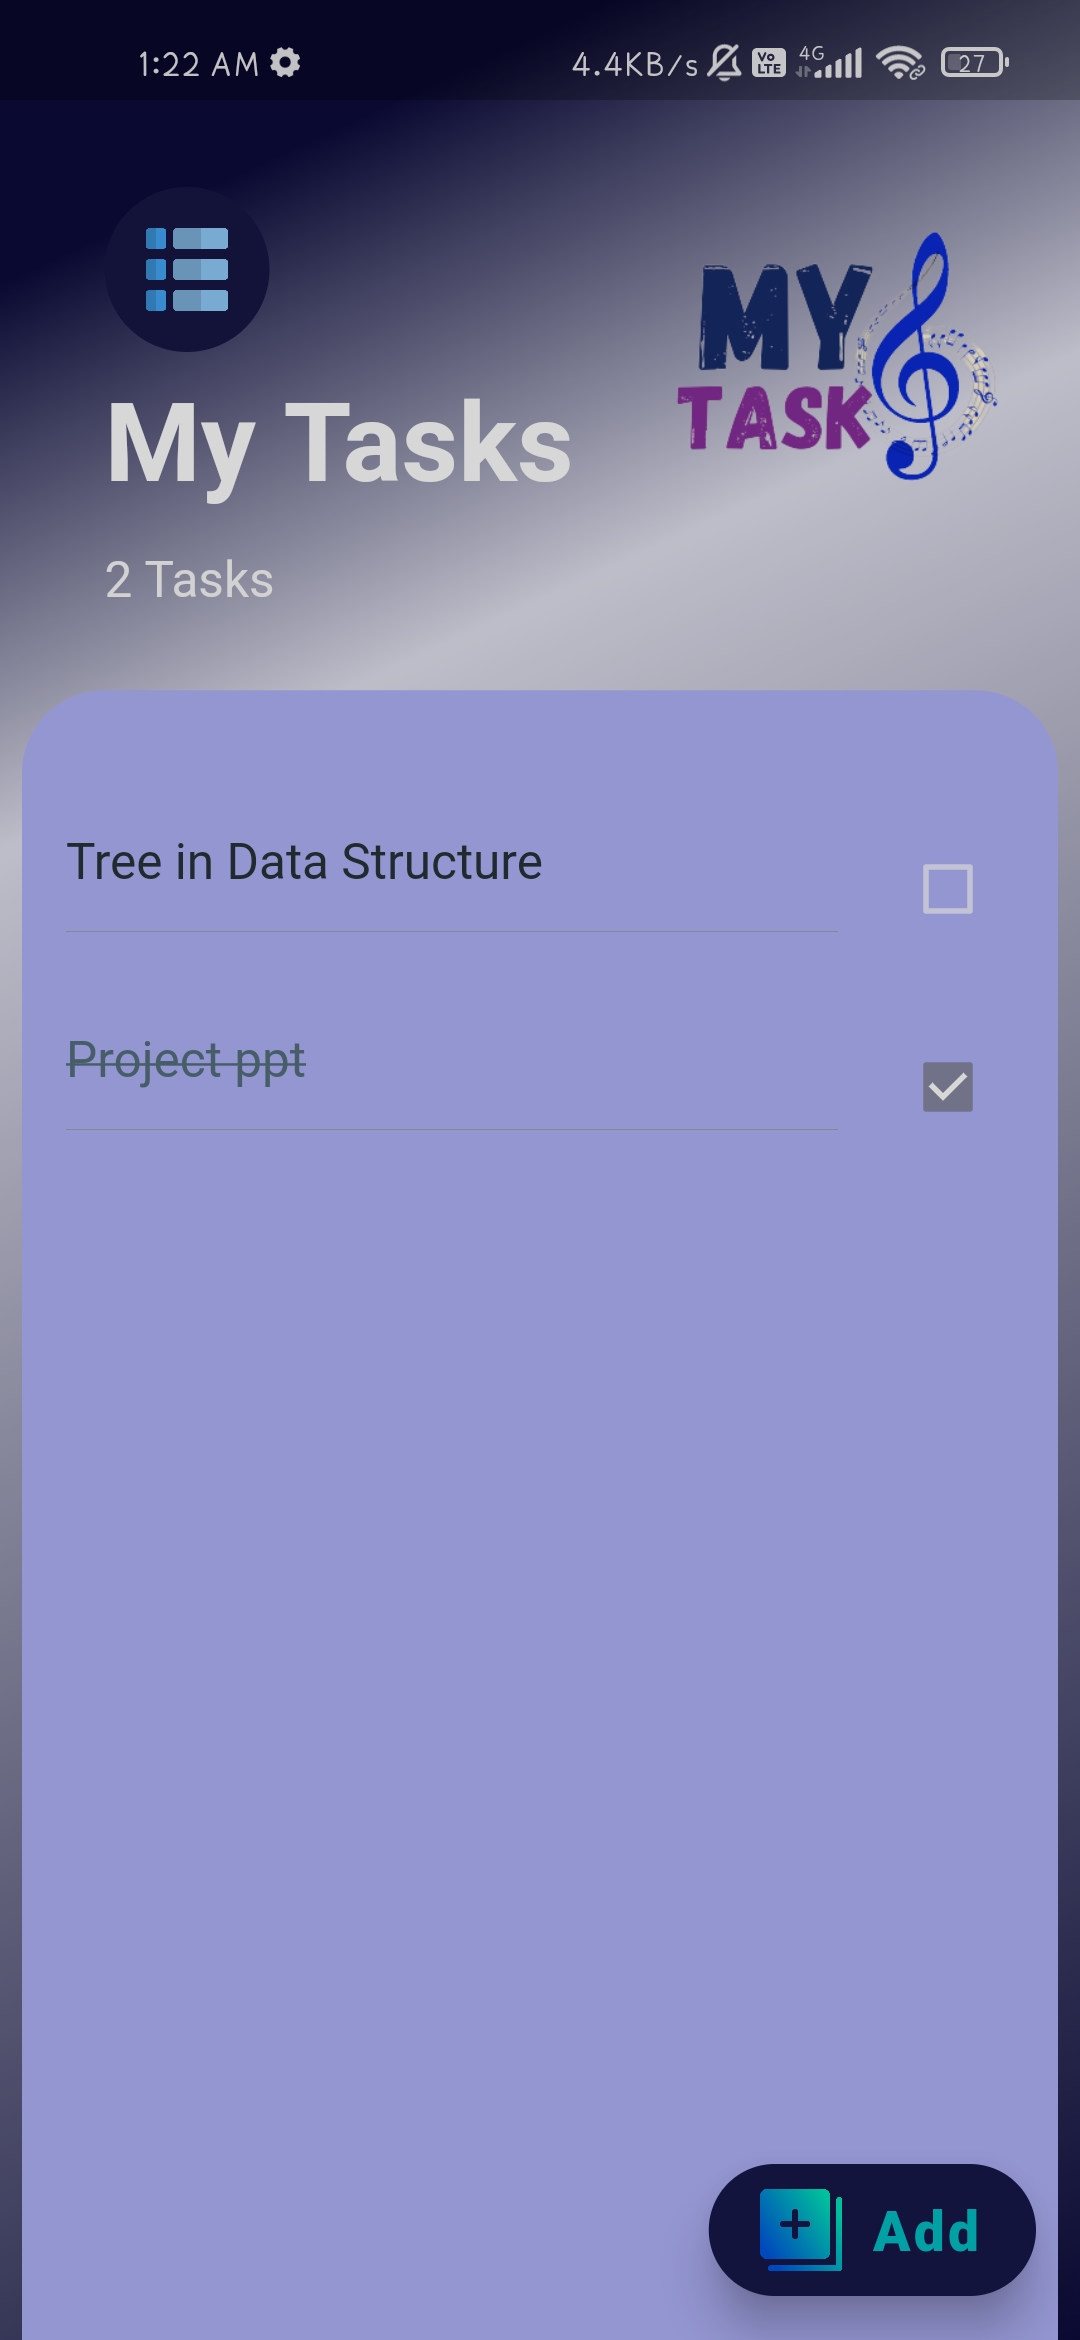 1:22 AM 4.4KB/s Vo LTE 4G 27
MY
TASK
My Tasks
2 Tasks
Tree in Data Structure
Project ppt
Add